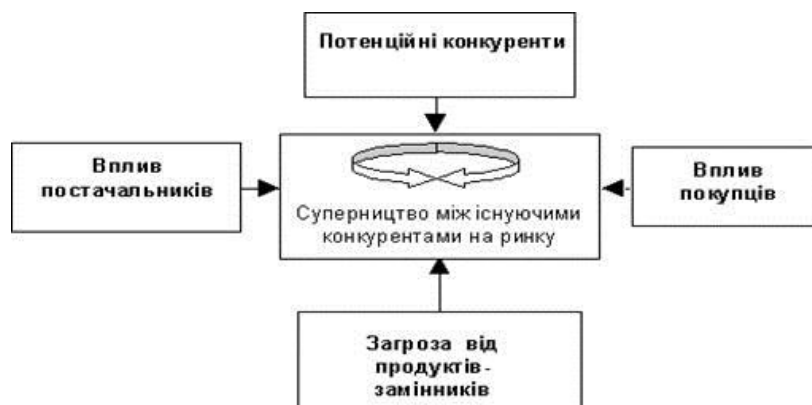 Потенційні конкуренти
Вплив
постачальників
Суперництво між існуючими
конкурентами на ринку
Вплив
покупців
Загроза від
продуктів-
замінників